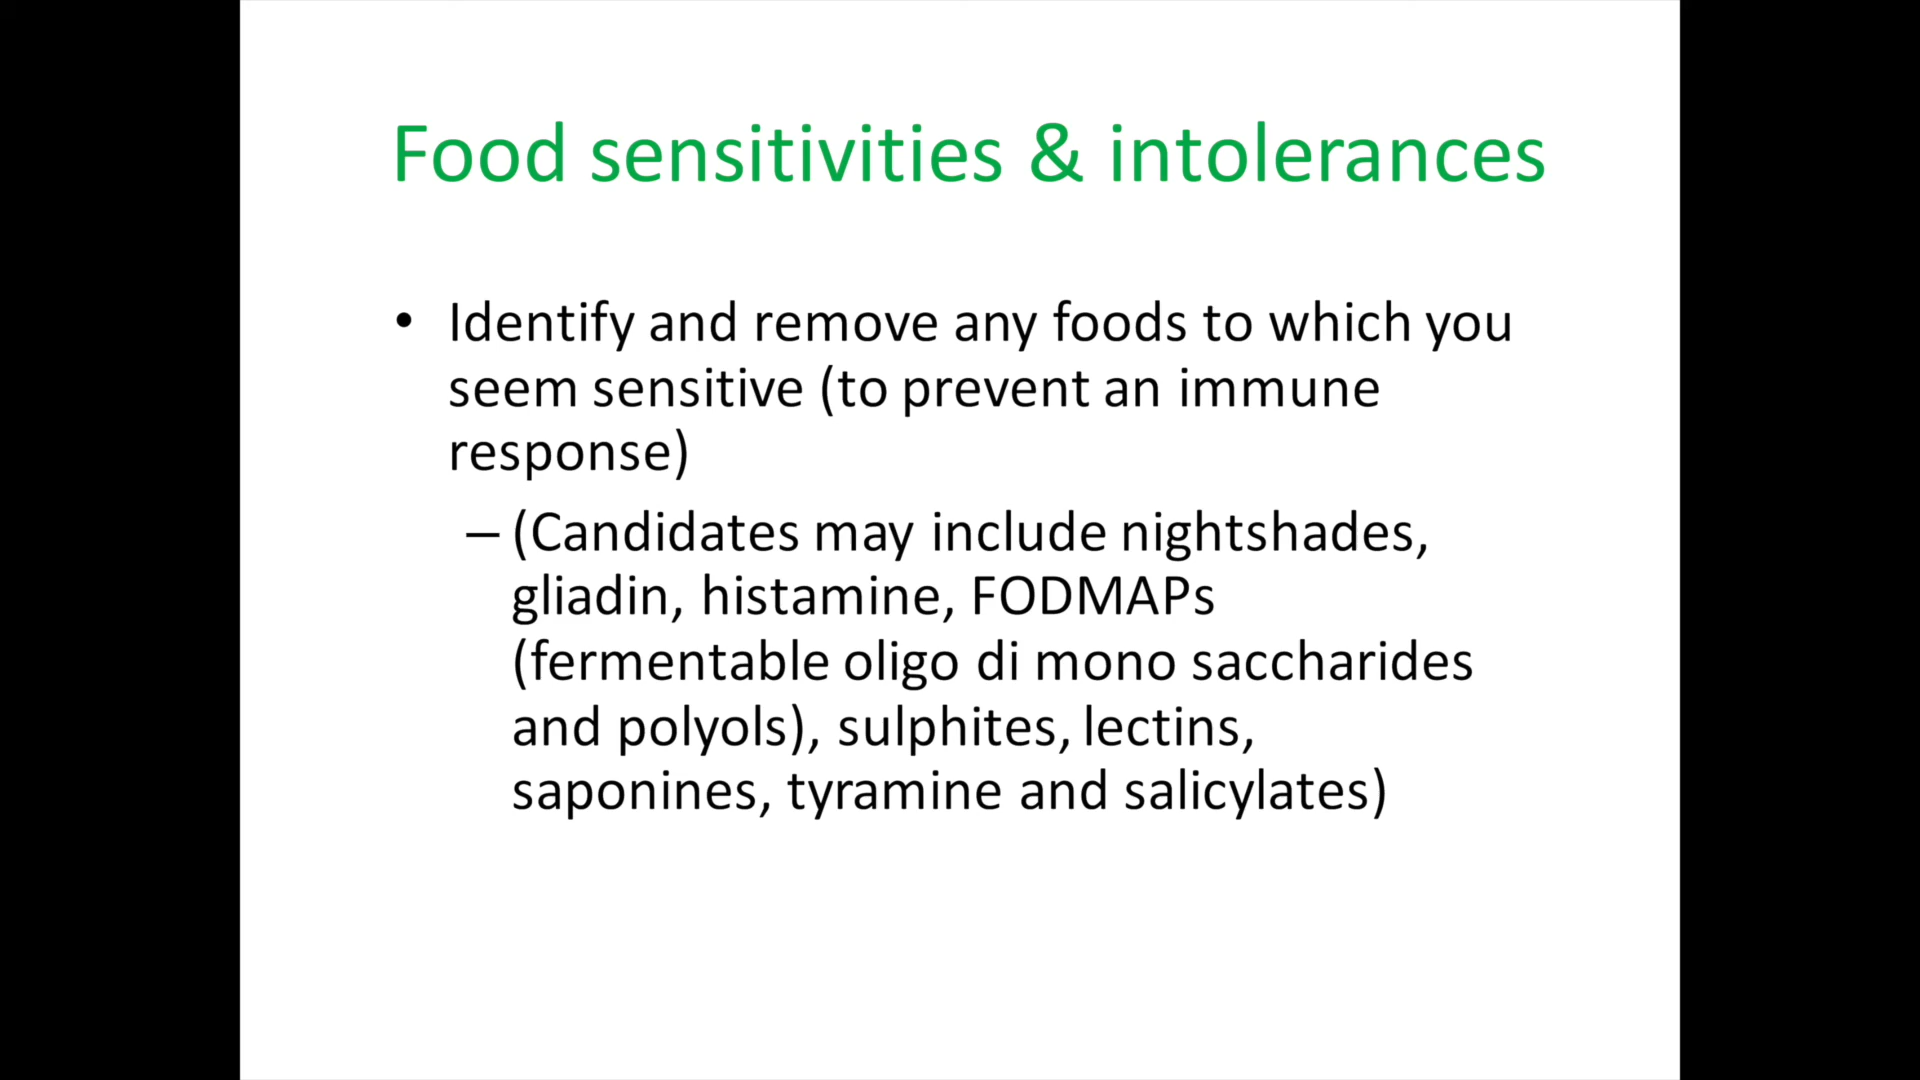 Food sensitivities & intolerances
• Identify and remove any foods to which you
seem sensitive (to prevent an immune
response)
– (Candidates may include nightshades,
gliadin, histamine, FODMAPs
(fermentable oligo di mono saccharides
and polyols), sulphites, lectins,
saponines, tyramine and salicylates)